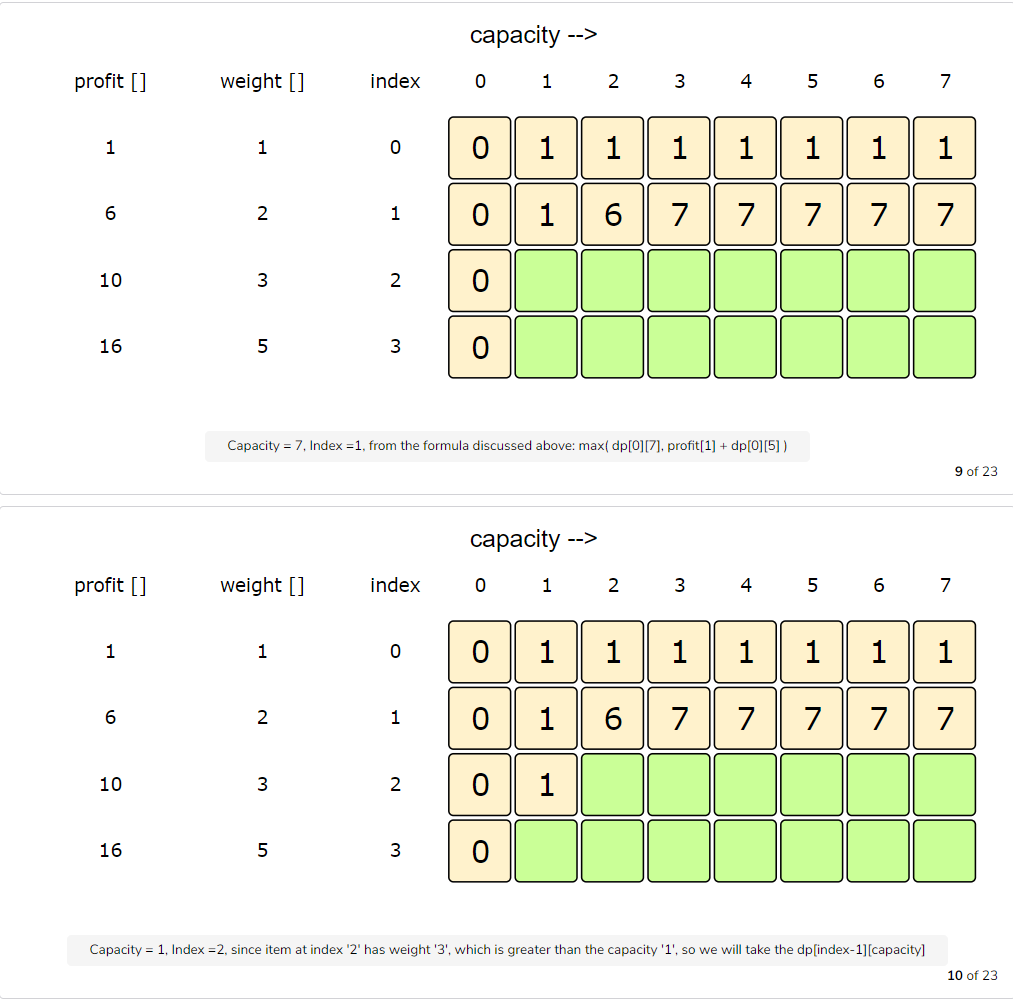 capacity -->
profit [] weight [] index 0 1 2 3 4 5 6 7
1 1 0 0 1 1 1 1 1 1 1
6 2 1 0 1 6 7 7 7 7 7
10 3 2 0
16 5 3 0
Capacity = 7, Index =1, from the formula discussed above: max( dp[0][7], profit[1] + dp[0][5] )
9 of 23
capacity -->
profit [] weight [] index 0 1 2 3 4 5 6 7
1 1 0 0 1 1 1 1 1 1 1
6 2 1 0 1 6 7 7 7 7 7
10 3 2 0 1
16 5 3 0
Capacity = 1, Index =2, since item at index '2' has weight '3', which is greater than the capacity '1', so we will take the dp[index-1][capacity]
10 of 23